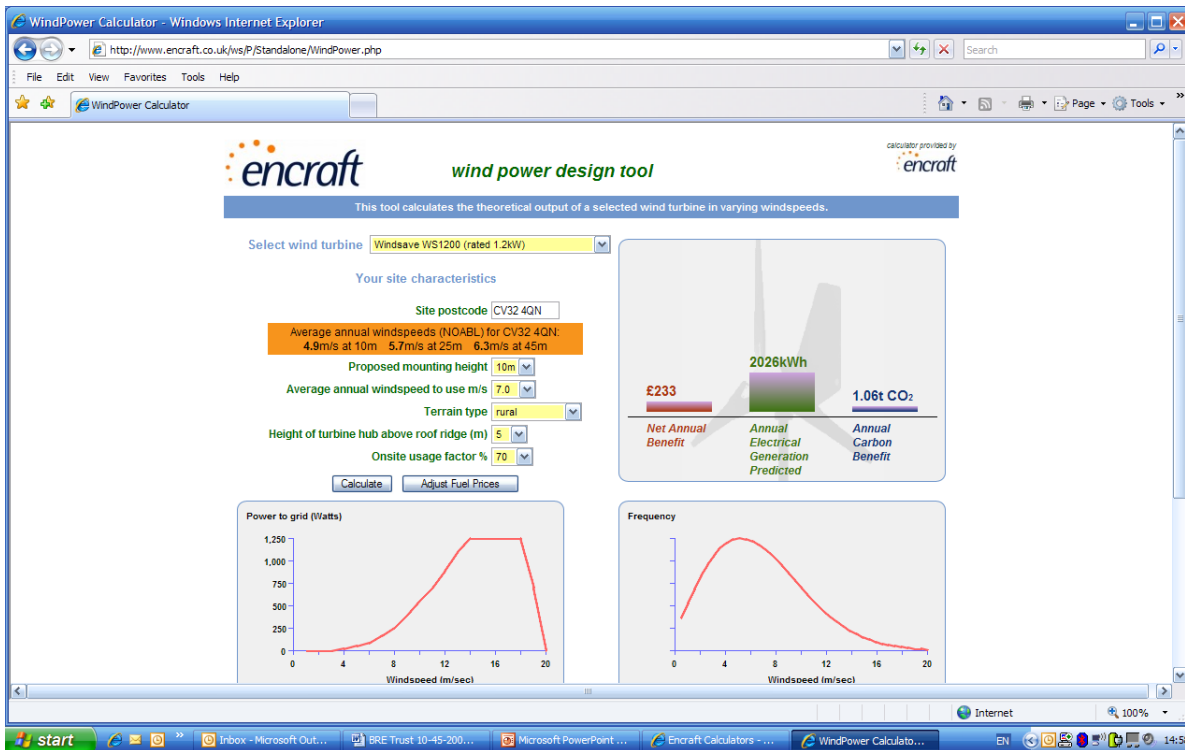 WindPower Calculator - Windows Internet Explorer
http://www.encraft.co.uk/ws/P/Standalone/WindPower.php
Search
File Edit View Favorites Tools Help
WindPower Calculator
Page Tools »
encraft
wind power design tool
calculator provided by
encraft
This tool calculates the theoretical output of a selected wind turbine in varying windspeeds.
Select wind turbine Windsave WS1200 (rated 1.2kW)
Your site characteristics
Site postcode CV32 4QN
Average annual windspeeds (NOABL) for CV32 4QN:
4.9m/s at 10m 5.7m/s at 25m 6.3m/s at 45m
Proposed mounting height 10m
Average annual windspeed to use m/s 7.0
Terrain type rural
Height of turbine hub above roof ridge (m) 5
Onsite usage factor % 70
Calculate Adjust Fuel Prices
£233
2026kWh
1.06t CO₂
Net Annual
Benefit
Annual
Electrical
Generation
Predicted
Annual
Carbon
Benefit
Power to grid (Watts)
1,250
1,000
750
500
250
0
0 4 8 12 16 20
Windspeed (m/sec)
Frequency
0 4 8 12 16 20
Windspeed (m/sec)
Internet
100%
start » Inbox - Microsoft Out... BRE Trust 10-45-200... Microsoft PowerPoint ... Encraft Calculators - ... WindPower Calculato... EN